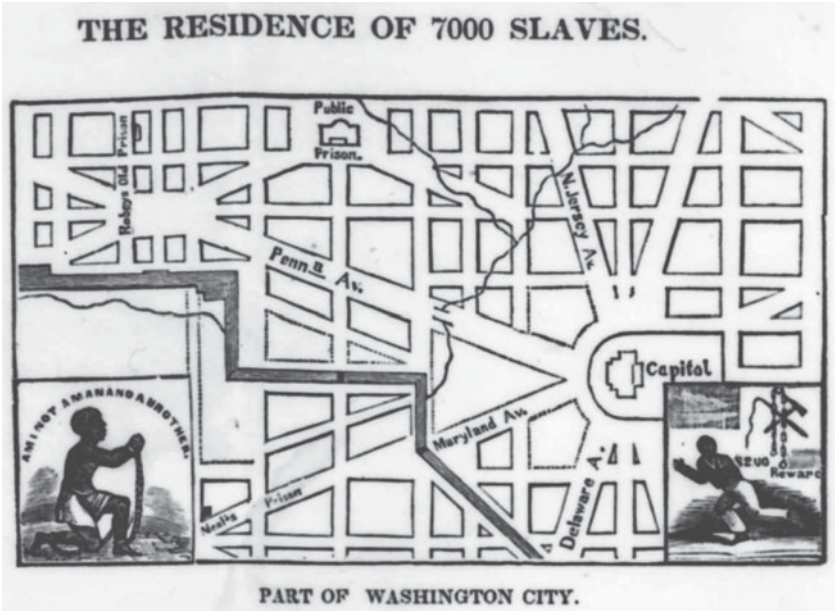 THE RESIDENCE OF 7000 SLAVES.
Public
Prison.
Robeys Old Prison
N. Jersey Av.
Penn a Av.
Capitol
AM I NOT A MAN AND A BROTHER.
Maryland Av.
$200
Reward
Delaware A.
Neal's Prison
PART OF WASHINGTON CITY.